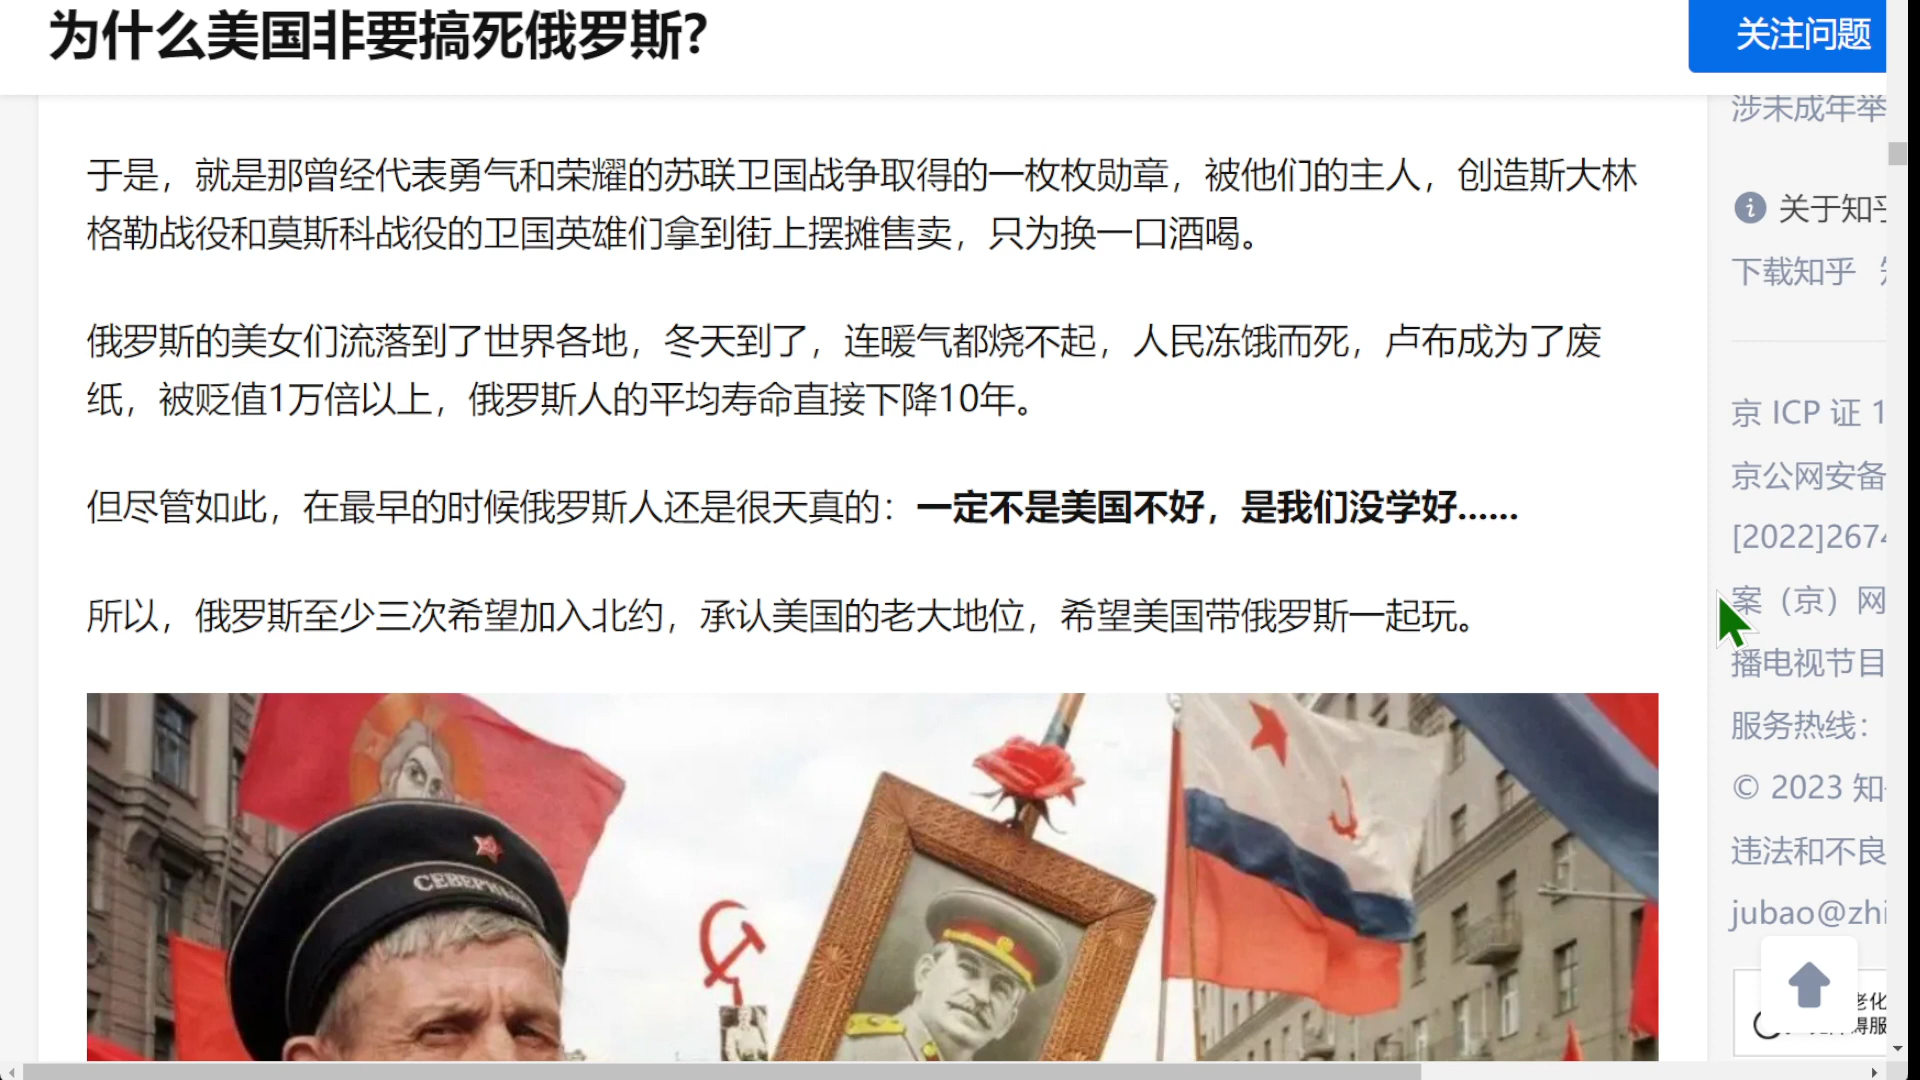 为什么美国非要搞死俄罗斯?
关注问题
涉未成年举
于是，就是那曾经代表勇气和荣耀的苏联卫国战争取得的一枚枚勋章，被他们的主人，创造斯大林
格勒战役和莫斯科战役的卫国英雄们拿到街上摆摊售卖，只为换一口酒喝。
关于知乎
下载知乎
俄罗斯的美女们流落到了世界各地，冬天到了，连暖气都烧不起，人民冻饿而死，卢布成为了废
纸，被贬值1万倍以上，俄罗斯人的平均寿命直接下降10年。
京 ICP 证 1
京公网安备
但尽管如此，在最早的时候俄罗斯人还是很天真的：一定不是美国不好，是我们没学好......
[2022]2674
所以，俄罗斯至少三次希望加入北约，承认美国的老大地位，希望美国带俄罗斯一起玩。
案（京）网
播电视节目
服务热线：
© 2023 知
违法和不良
jubao@zhi
СЕВЕРН
老化
碍服